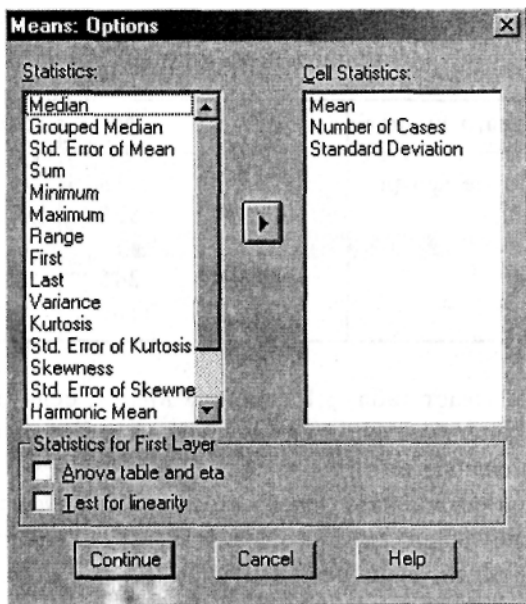 Means: Options
Statistics:
Median
Grouped Median
Std. Error of Mean
Sum
Minimum
Maximum
Range
First
Last
Variance
Kurtosis
Std. Error of Kurtosis
Skewness
Std. Error of Skewne
Harmonic Mean
Cell Statistics:
Mean
Number of Cases
Standard Deviation
Statistics for First Layer
Anova table and eta
Test for linearity
Continue
Cancel
Help